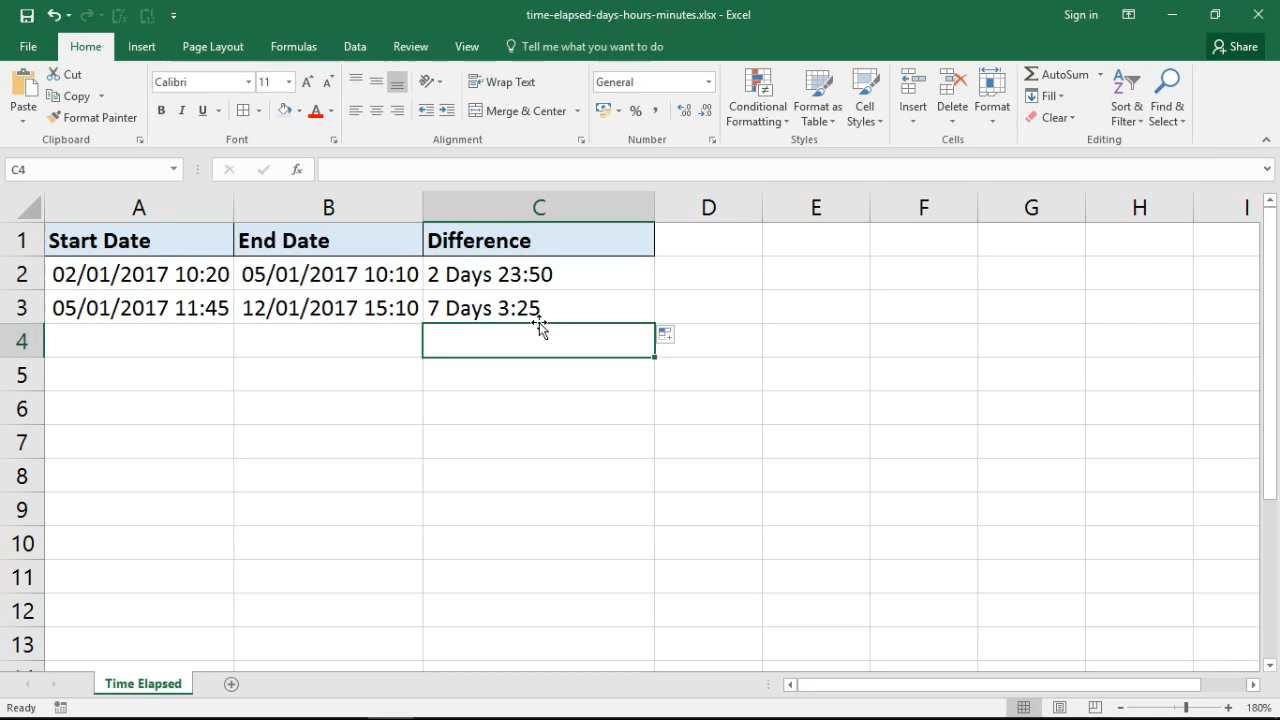 time-elapsed-days-hours-minutes.xlsx - Excel
Sign in
File Home Insert Page Layout Formulas Data Review View Tell me what you want to do Share
Paste
Cut
Copy
Format Painter
Clipboard
Calibri 11
B I U A
Font
Wrap Text
Merge & Center
Alignment
General
%
Number
Conditional Formatting
Format as Table
Cell Styles
Styles
Insert
Delete
Format
Cells
AutoSum
Fill
Clear
Sort & Filter
Find & Select
Editing
C4 fx
A B C D E F G H I
1 Start Date End Date Difference
2 02/01/2017 10:20 05/01/2017 10:10 2 Days 23:50
3 05/01/2017 11:45 12/01/2017 15:10 7 Days 3:25
4
5
6
7
8
9
10
11
12
13
Time Elapsed
Ready 180%